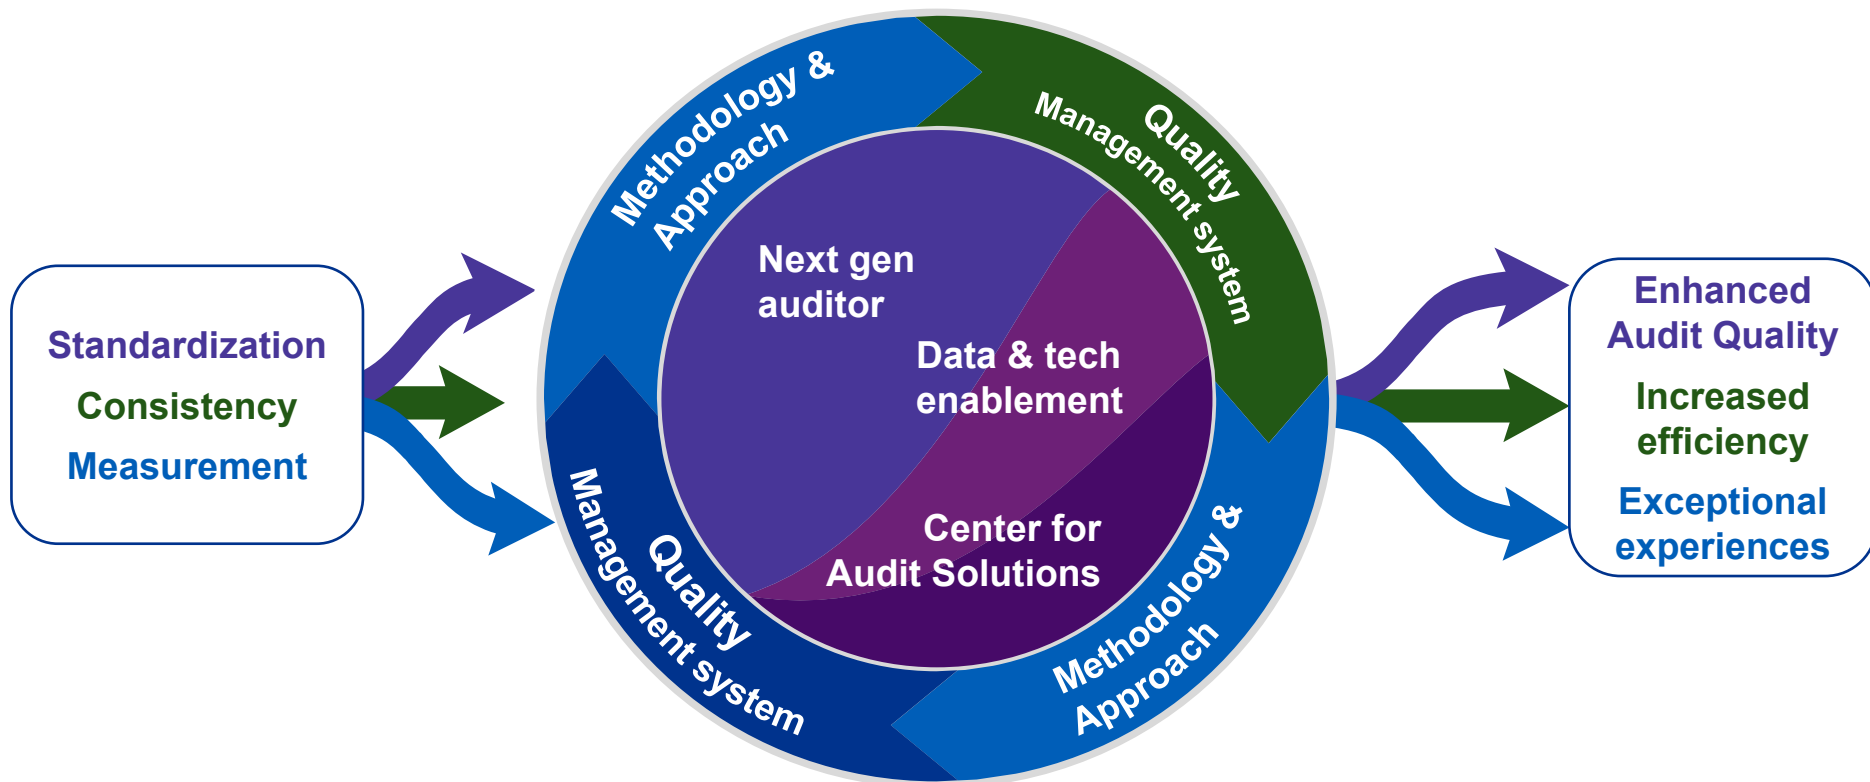 Standardization
Consistency
Measurement
Methodology &
Approach
Quality
Management system
Next gen
auditor
Data & tech
enablement
Center for
Audit Solutions
Quality
Management system
Methodology &
Approach
Enhanced
Audit Quality
Increased
efficiency
Exceptional
experiences